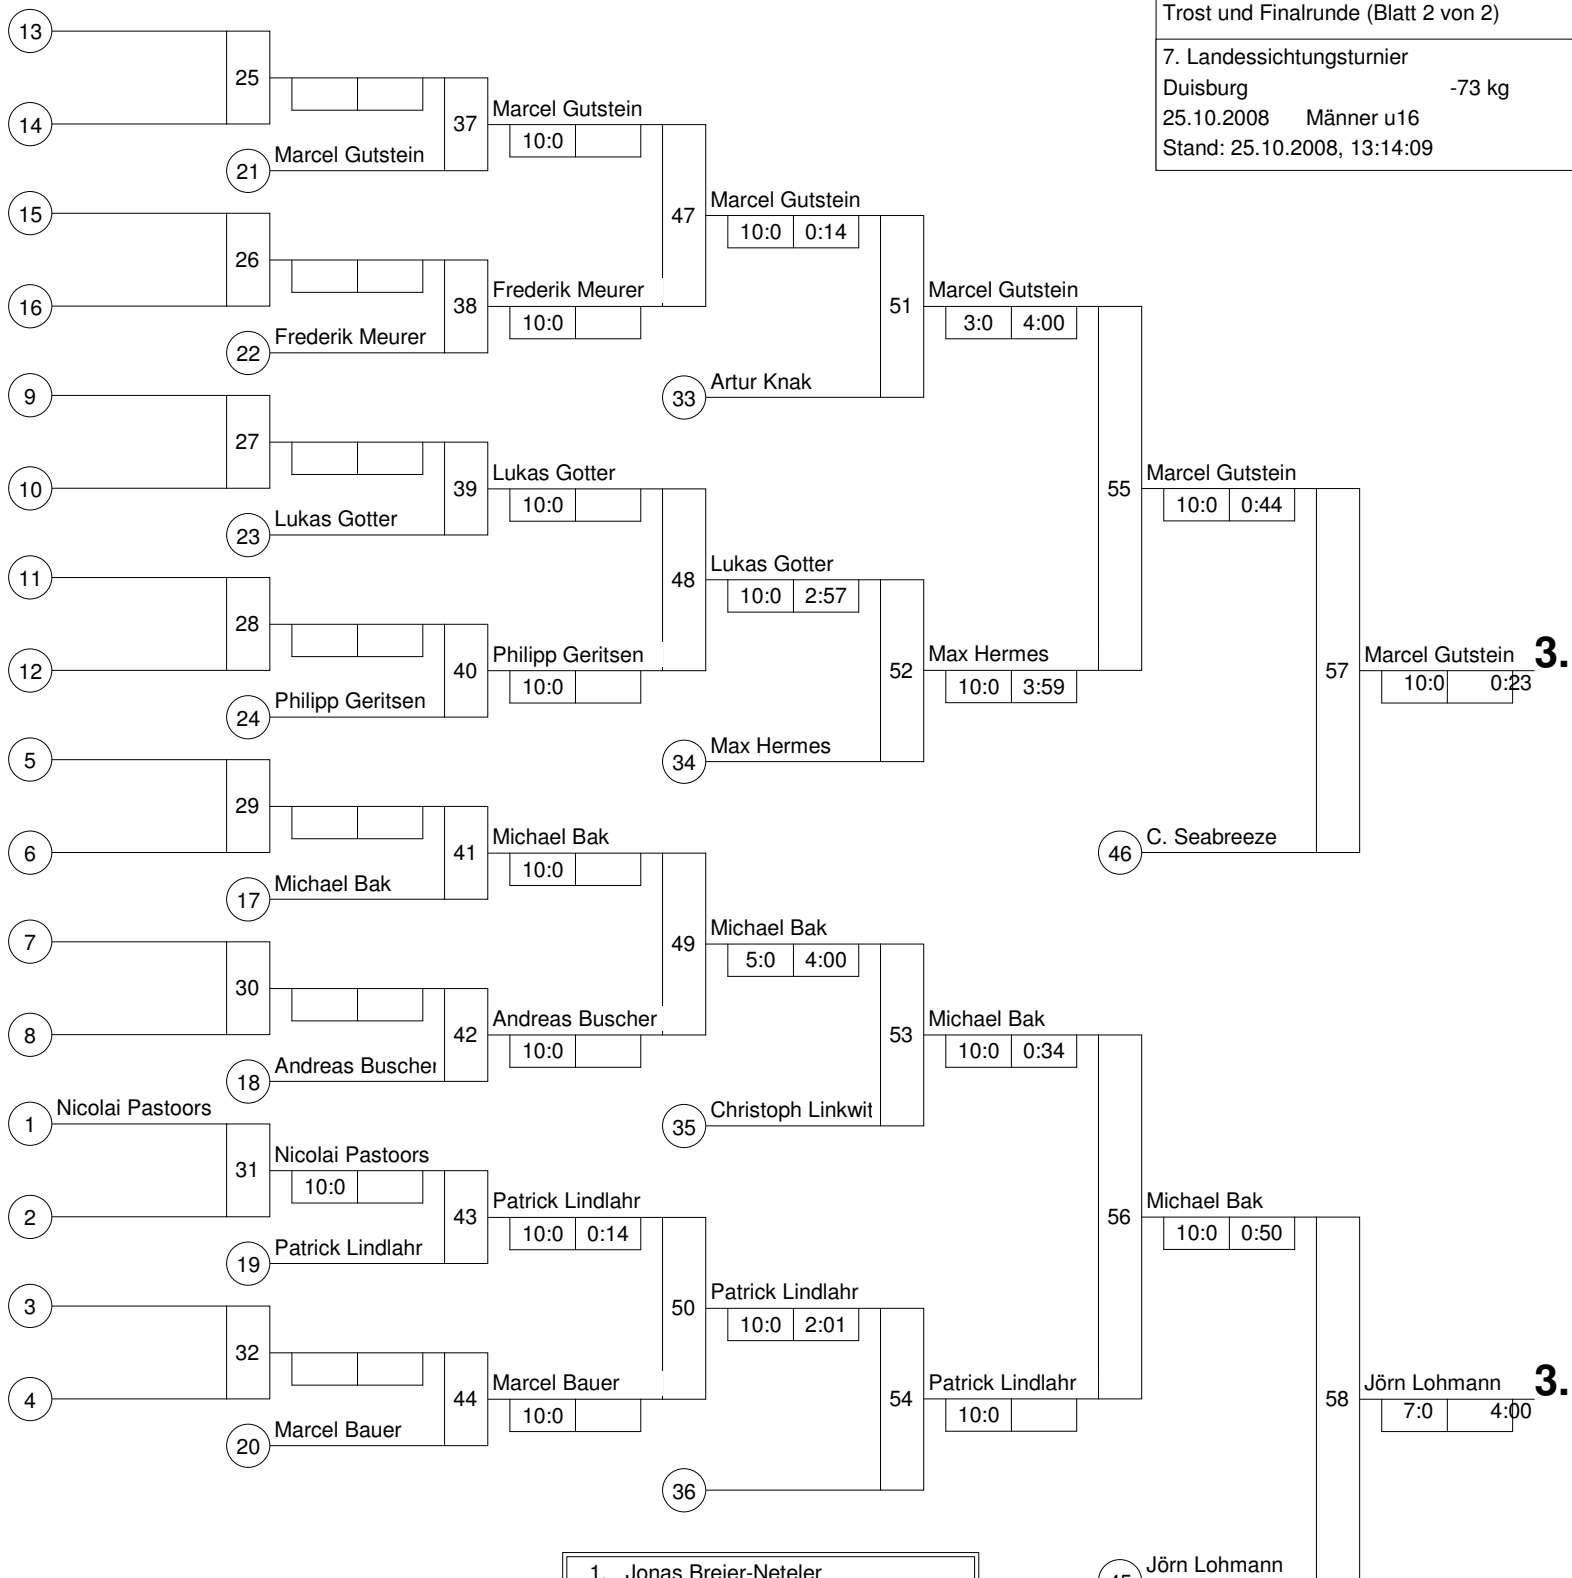 Trost und Finalrunde (Blatt 2 von 2)
7. Landessichtungsturnier
Duisburg -73 kg
25.10.2008 Männer u16
Stand: 25.10.2008, 13:14:09
13
25
14
37
Marcel Gutstein
10:0
21 Marcel Gutstein
15
47
Marcel Gutstein
10:0 0:14
26
16
38
Frederik Meurer
10:0
22 Frederik Meurer
51
Marcel Gutstein
3:0 4:00
9
33 Artur Knak
27
10
39
Lukas Gotter
10:0
23 Lukas Gotter
55
Marcel Gutstein
10:0 0:44
11
48
Lukas Gotter
10:0 2:57
28
12
40
Philipp Geritsen
10:0
24 Philipp Geritsen
52
Max Hermes
10:0 3:59
57
Marcel Gutstein 3.
10:0 0:23
5
34 Max Hermes
29
6
41
Michael Bak
10:0
46 C. Seabreeze
17 Michael Bak
7
49
Michael Bak
5:0 4:00
30
8
42
Andreas Buscher
10:0
18 Andreas Buscher
53
Michael Bak
10:0 0:34
1 Nicolai Pastoors
35 Christoph Linkwit
31
Nicolai Pastoors
10:0
2
43
Patrick Lindlahr
10:0 0:14
19 Patrick Lindlahr
56
Michael Bak
10:0 0:50
3
50
Patrick Lindlahr
10:0 2:01
32
4
44
Marcel Bauer
10:0
20 Marcel Bauer
54
Patrick Lindlahr
10:0
58
Jörn Lohmann 3.
7:0 4:00
36
1. Jonas Breier-Neteler
45 Jörn Lohmann